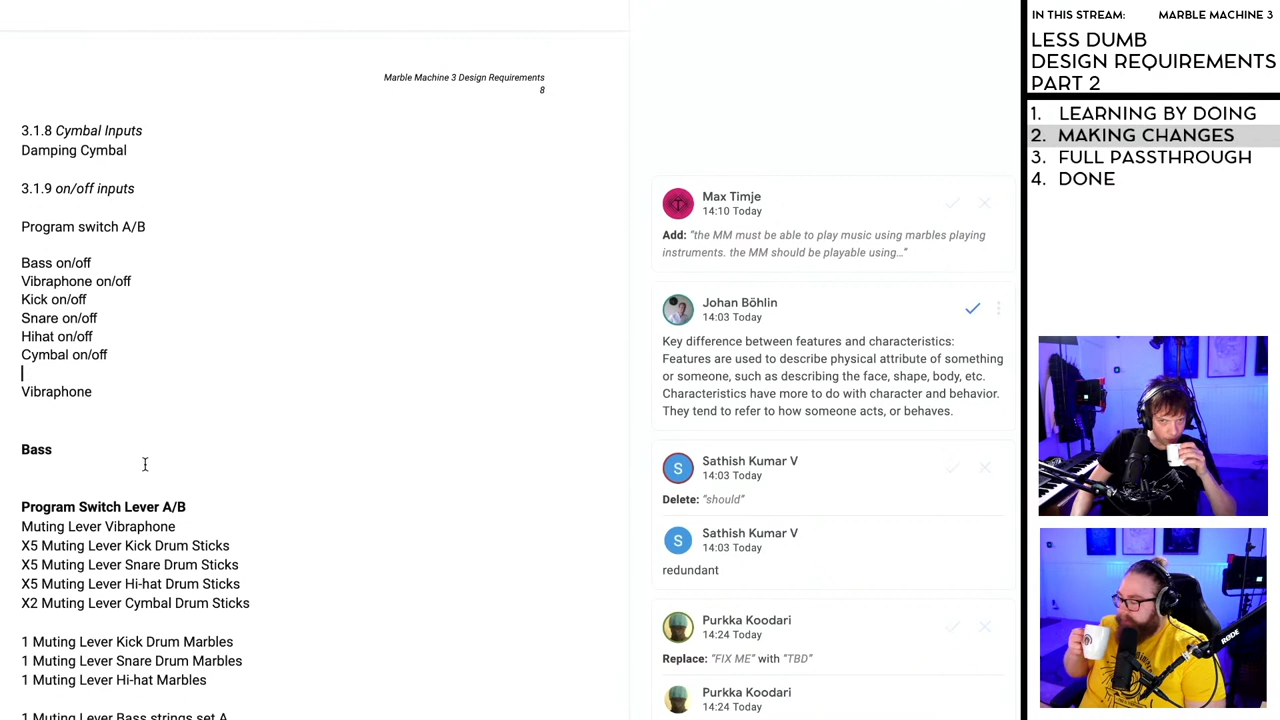 Marble Machine 3 Design Requirements
8
3.1.8 Cymbal Inputs
Damping Cymbal
3.1.9 on/off inputs
Program switch A/B
Bass on/off
Vibraphone on/off
Kick on/off
Snare on/off
Hihat on/off
Cymbal on/off
Vibraphone
Bass
Program Switch Lever A/B
Muting Lever Vibraphone
X5 Muting Lever Kick Drum Sticks
X5 Muting Lever Snare Drum Sticks
X5 Muting Lever Hi-hat Drum Sticks
X2 Muting Lever Cymbal Drum Sticks
1 Muting Lever Kick Drum Marbles
1 Muting Lever Snare Drum Marbles
1 Muting Lever Hi-hat Marbles
1 Muting Lever Bass strings set A
Max Timje
14:10 Today
Add: "the MM must be able to play music using marbles playing
instruments. the MM should be playable using…"
Johan Böhlin
14:03 Today
Key difference between features and characteristics:
Features are used to describe physical attribute of something
or someone, such as describing the face, shape, body, etc.
Characteristics have more to do with character and behavior.
They tend to refer to how someone acts, or behaves.
S
Sathish Kumar V
14:03 Today
Delete: "should"
S
Sathish Kumar V
14:03 Today
redundant
Purkka Koodari
14:24 Today
Replace: "FIX ME" with "TBD"
Purkka Koodari
14:24 Today
IN THIS STREAM: MARBLE MACHINE 3
LESS DUMB
DESIGN REQUIREMENTS
PART 2
1. LEARNING BY DOING
2. MAKING CHANGES
3. FULL PASSTHROUGH
4. DONE
RØDE